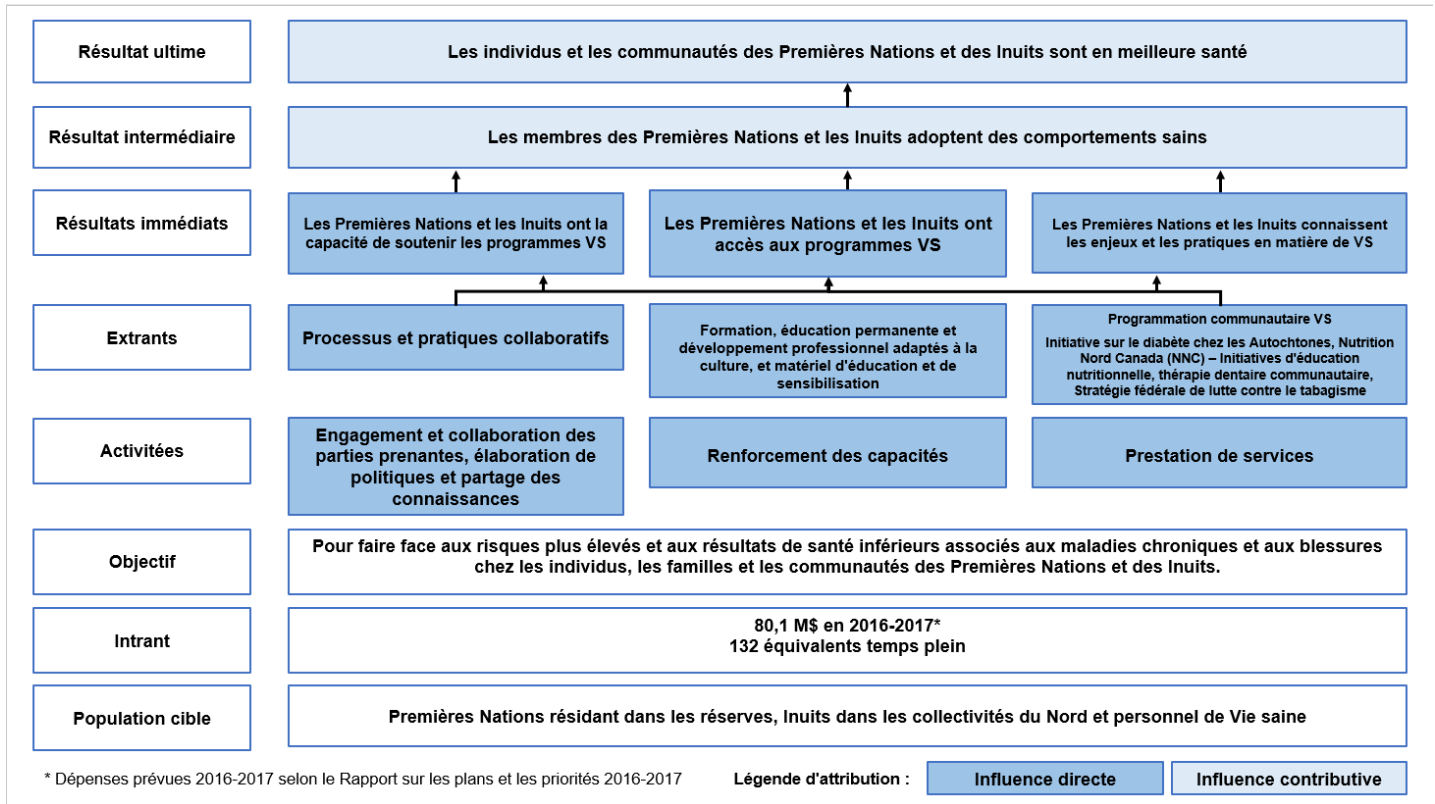 Résultat ultime
Les individus et les communautés des Premières Nations et des Inuits sont en meilleure santé
Résultat intermédiaire
Les membres des Premières Nations et les Inuits adoptent des comportements sains
Résultats immédiats
Les Premières Nations et les Inuits ont la
capacité de soutenir les programmes VS
Les Premières Nations et les Inuits ont
accès aux programmes VS
Les Premières Nations et les Inuits connaissent
les enjeux et les pratiques en matière de VS
Extrants
Processus et pratiques collaboratifs
Formation, éducation permanente et
développement professionnel adaptés à la
culture, et matériel d'éducation et de
sensibilisation
Programmation communautaire VS
Initiative sur le diabète chez les Autochtones, Nutrition
Nord Canada (NNC) – Initiatives d'éducation
nutritionnelle, thérapie dentaire communautaire,
Stratégie fédérale de lutte contre le tabagisme
Activitées
Engagement et collaboration des
parties prenantes, élaboration de
politiques et partage des
connaissances
Renforcement des capacités
Prestation de services
Objectif
Pour faire face aux risques plus élevés et aux résultats de santé inférieurs associés aux maladies chroniques et aux blessures
chez les individus, les familles et les communautés des Premières Nations et des Inuits.
Intrant
80,1 M$ en 2016-2017*
132 équivalents temps plein
Population cible
Premières Nations résidant dans les réserves, Inuits dans les collectivités du Nord et personnel de Vie saine
* Dépenses prévues 2016-2017 selon le Rapport sur les plans et les priorités 2016-2017
Légende d'attribution :
Influence directe
Influence contributive